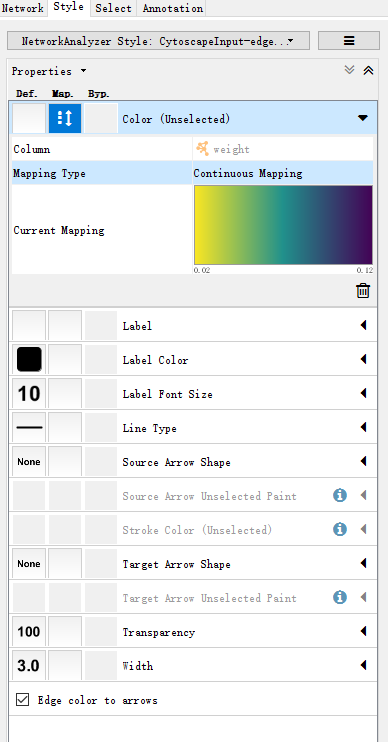 Network Style Select Annotation
NetworkAnalyzer Style: CytoscapeInput-edge...
Properties
Def. Map. Byp.
Color (Unselected)
Column weight
Mapping Type Continuous Mapping
Current Mapping
0.02 0.12
Label
Label Color
10 Label Font Size
Line Type
None Source Arrow Shape
Source Arrow Unselected Paint
Stroke Color (Unselected)
None Target Arrow Shape
Target Arrow Unselected Paint
100 Transparency
3.0 Width
Edge color to arrows